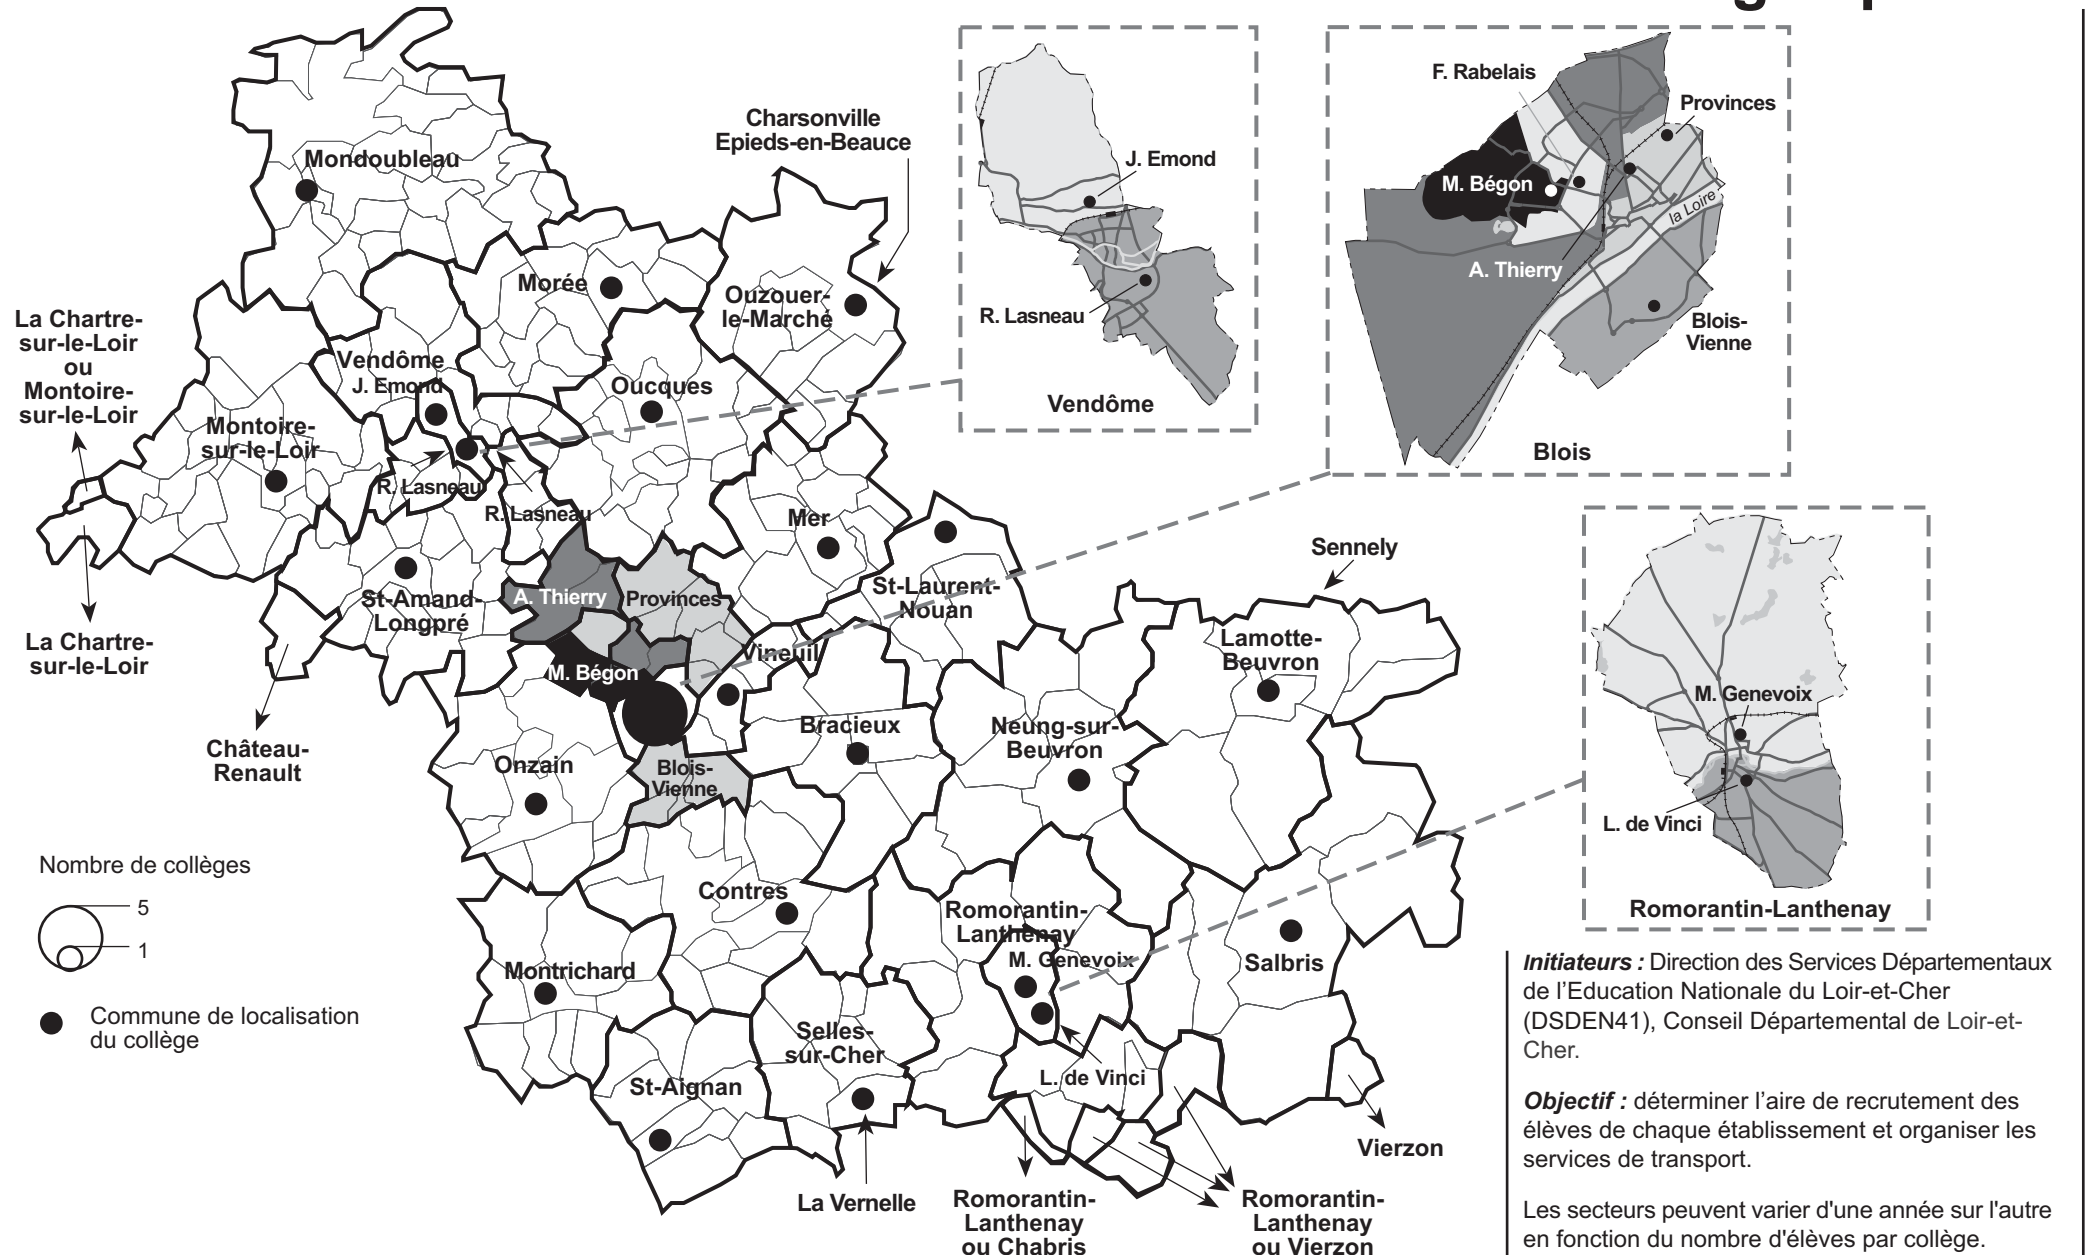 Charsonville
Epieds-en-Beauce
Mondoubleau
Morée
Ouzouer-
le-Marché
La Chartre-
sur-le-Loir
ou
Montoire-
sur-le-Loir
Vendôme
J. Emond
Oucques
Montoire-
sur-le-Loir
R. Lasneau
R. Lasneau
Mer
St-Laurent-
Nouan
St-Amand-
Longpré
A. Thierry
Provinces
Vineuil
M. Bégon
La Chartre-
sur-le-Loir
Château-
Renault
Sennely
Lamotte-
Beuvron
Bracieux
Neung-sur-
Beuvron
Onzain
Blois-
Vienne
Contres
Romorantin-
Lanthenay
M. Genevoix
Salbris
Montrichard
Selles-
sur-Cher
L. de Vinci
St-Aignan
La Vernelle
Romorantin-
Lanthenay
ou Chabris
Romorantin-
Lanthenay
ou Vierzon
Vierzon
J. Emond
R. Lasneau
Vendôme
F. Rabelais
Provinces
M. Bégon
la Loire
A. Thierry
Blois-
Vienne
Blois
M. Genevoix
L. de Vinci
Romorantin-Lanthenay
Nombre de collèges
5
1
Commune de localisation
du collège
Initiateurs : Direction des Services Départementaux
de l'Education Nationale du Loir-et-Cher
(DSDEN41), Conseil Départemental de Loir-et-
Cher.
Objectif : déterminer l'aire de recrutement des
élèves de chaque établissement et organiser les
services de transport.
Les secteurs peuvent varier d'une année sur l'autre
en fonction du nombre d'élèves par collège.